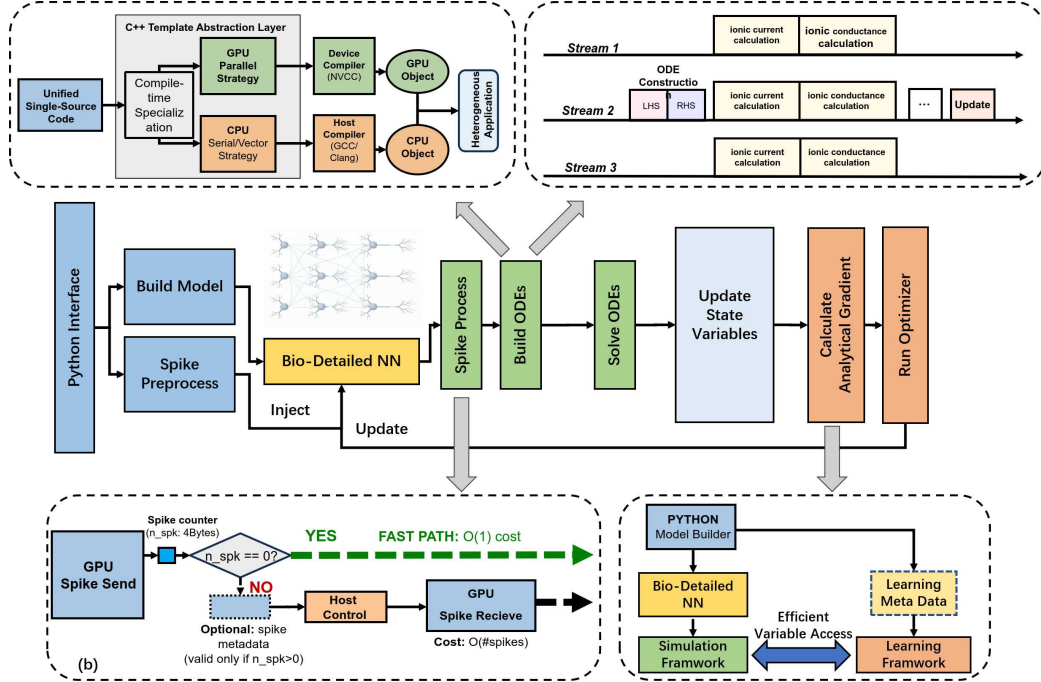 C++ Template Abstraction Layer
Unified
Single-Source
Code
Compile-
time
Specializ
ation
GPU
Parallel
Strategy
Device
Compiler
(NVCC)
GPU
Object
CPU
Serial/Vector
Strategy
Host
Compiler
(GCC/
Clang)
CPU
Object
Heterogeneous
Application
Stream 1
ionic current
calculation
ionic conductance
calculation
ODE
Constructio
n
Stream 2
LHS
RHS
ionic current
calculation
ionic conductance
calculation
...
Update
Stream 3
ionic current
calculation
ionic conductance
calculation
Python Interface
Build Model
Spike
Preprocess
Bio-Detailed NN
Inject
Update
Spike Process
Build ODEs
Solve ODEs
Update
State
Variables
Calculate
Analytical Gradient
Run Optimizer
GPU
Spike Send
Spike counter
(n_spk: 4Bytes)
n_spk == 0?
YES
FAST PATH: O(1) cost
NO
Optional: spike
metadata
(valid only if n_spk>0)
Host
Control
GPU
Spike Recieve
Cost: O(#spikes)
(b)
PYTHON
Model Builder
Bio-Detailed
NN
Simulation
Framwork
Efficient
Variable Access
Learning
Meta Data
Learning
Framwork